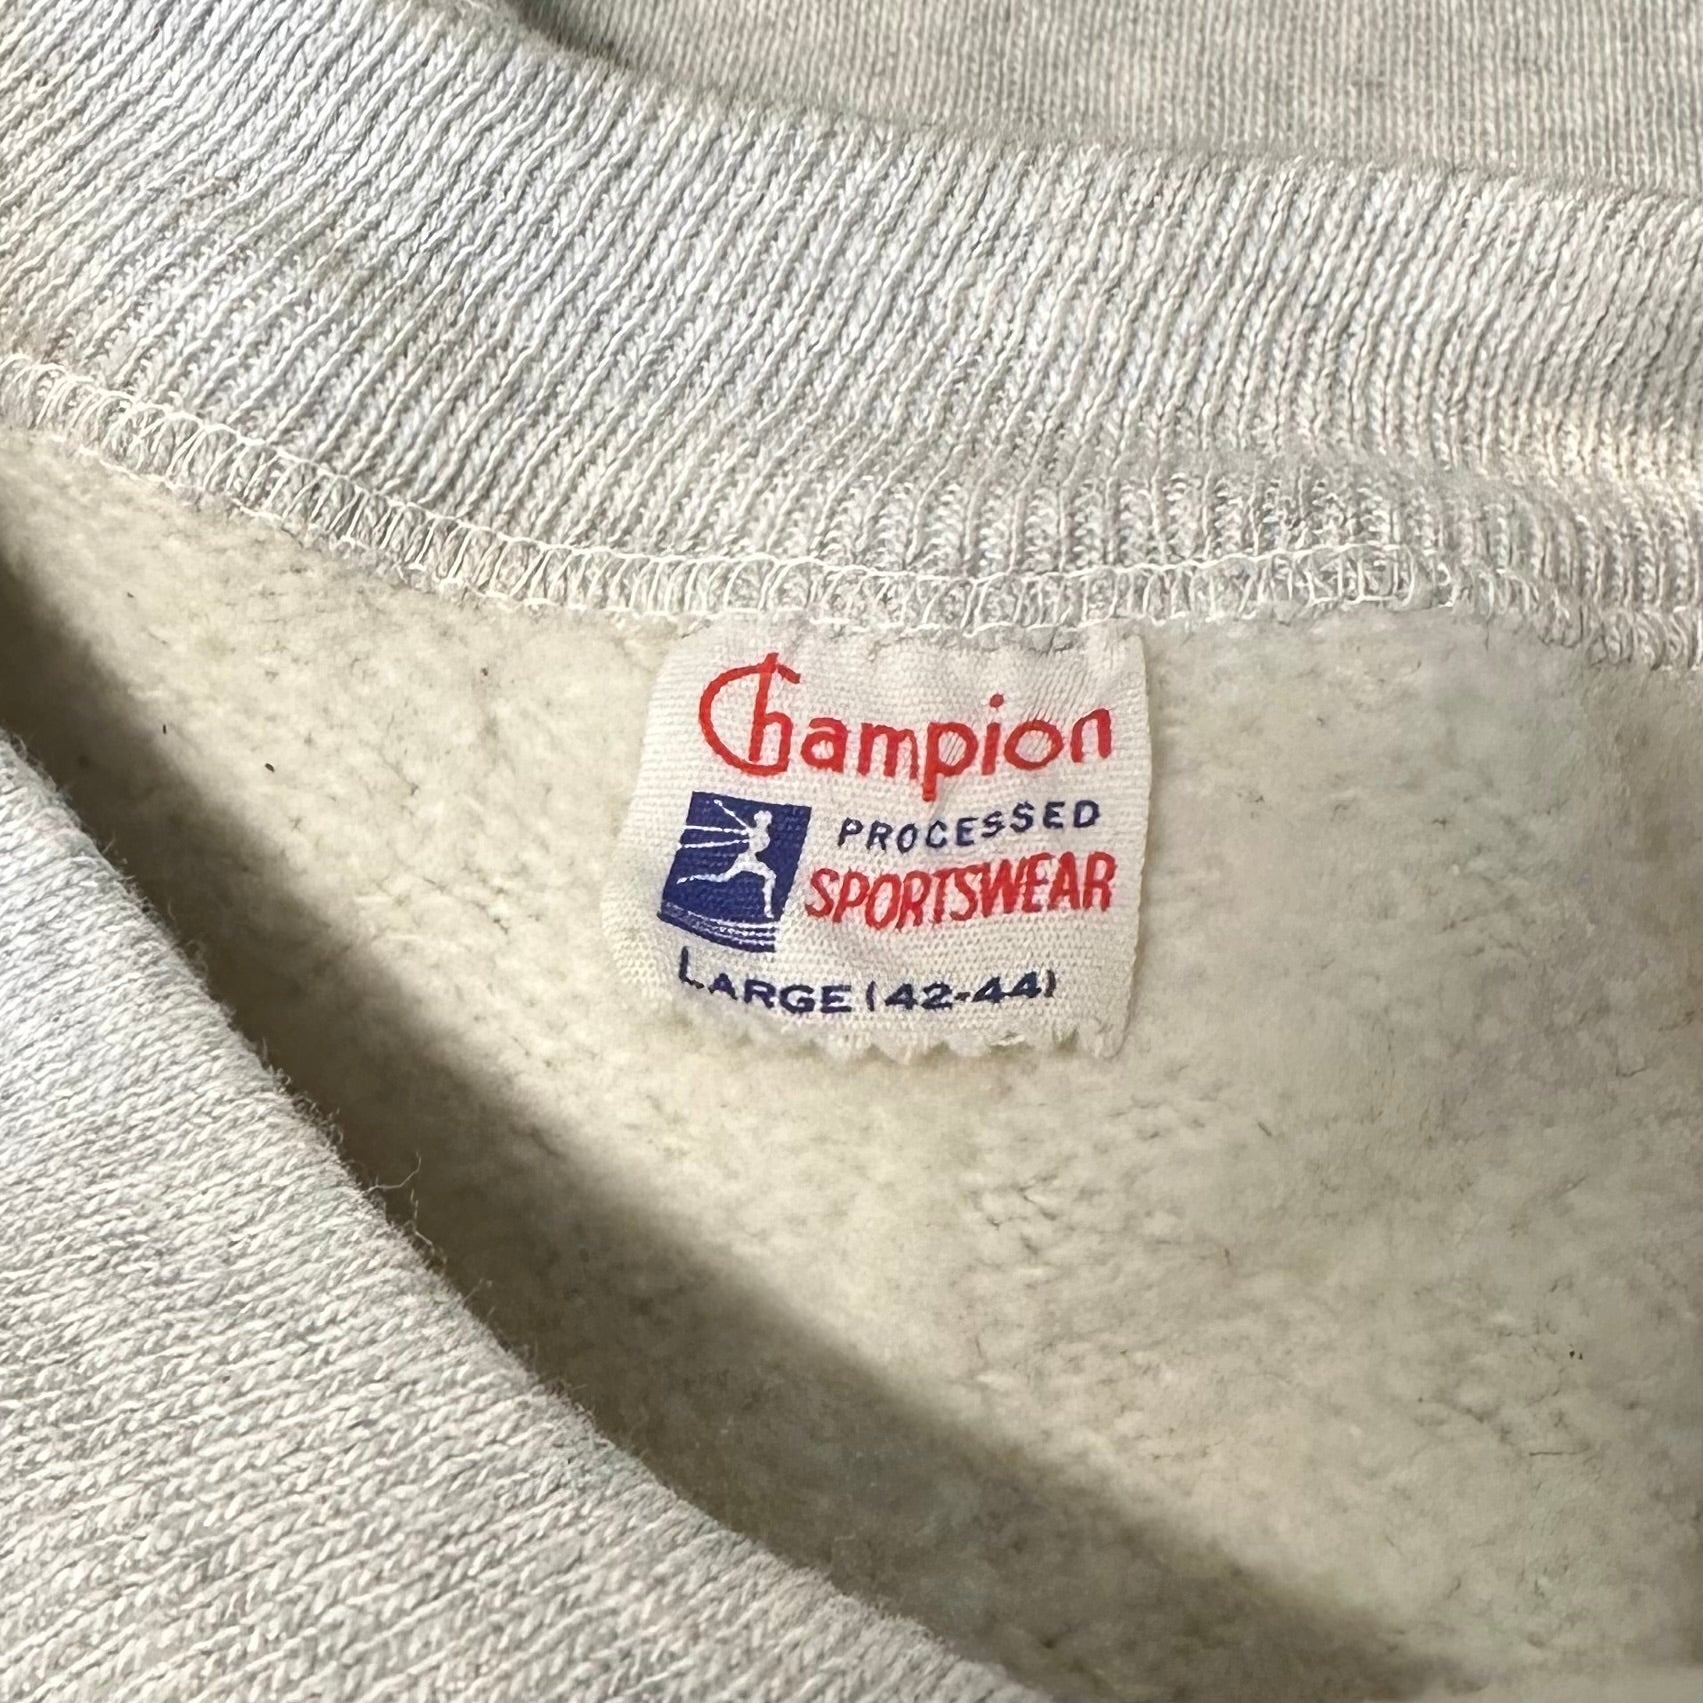 Champion
PROCESSED
SPORTSWEAR
LARGE (42-44)